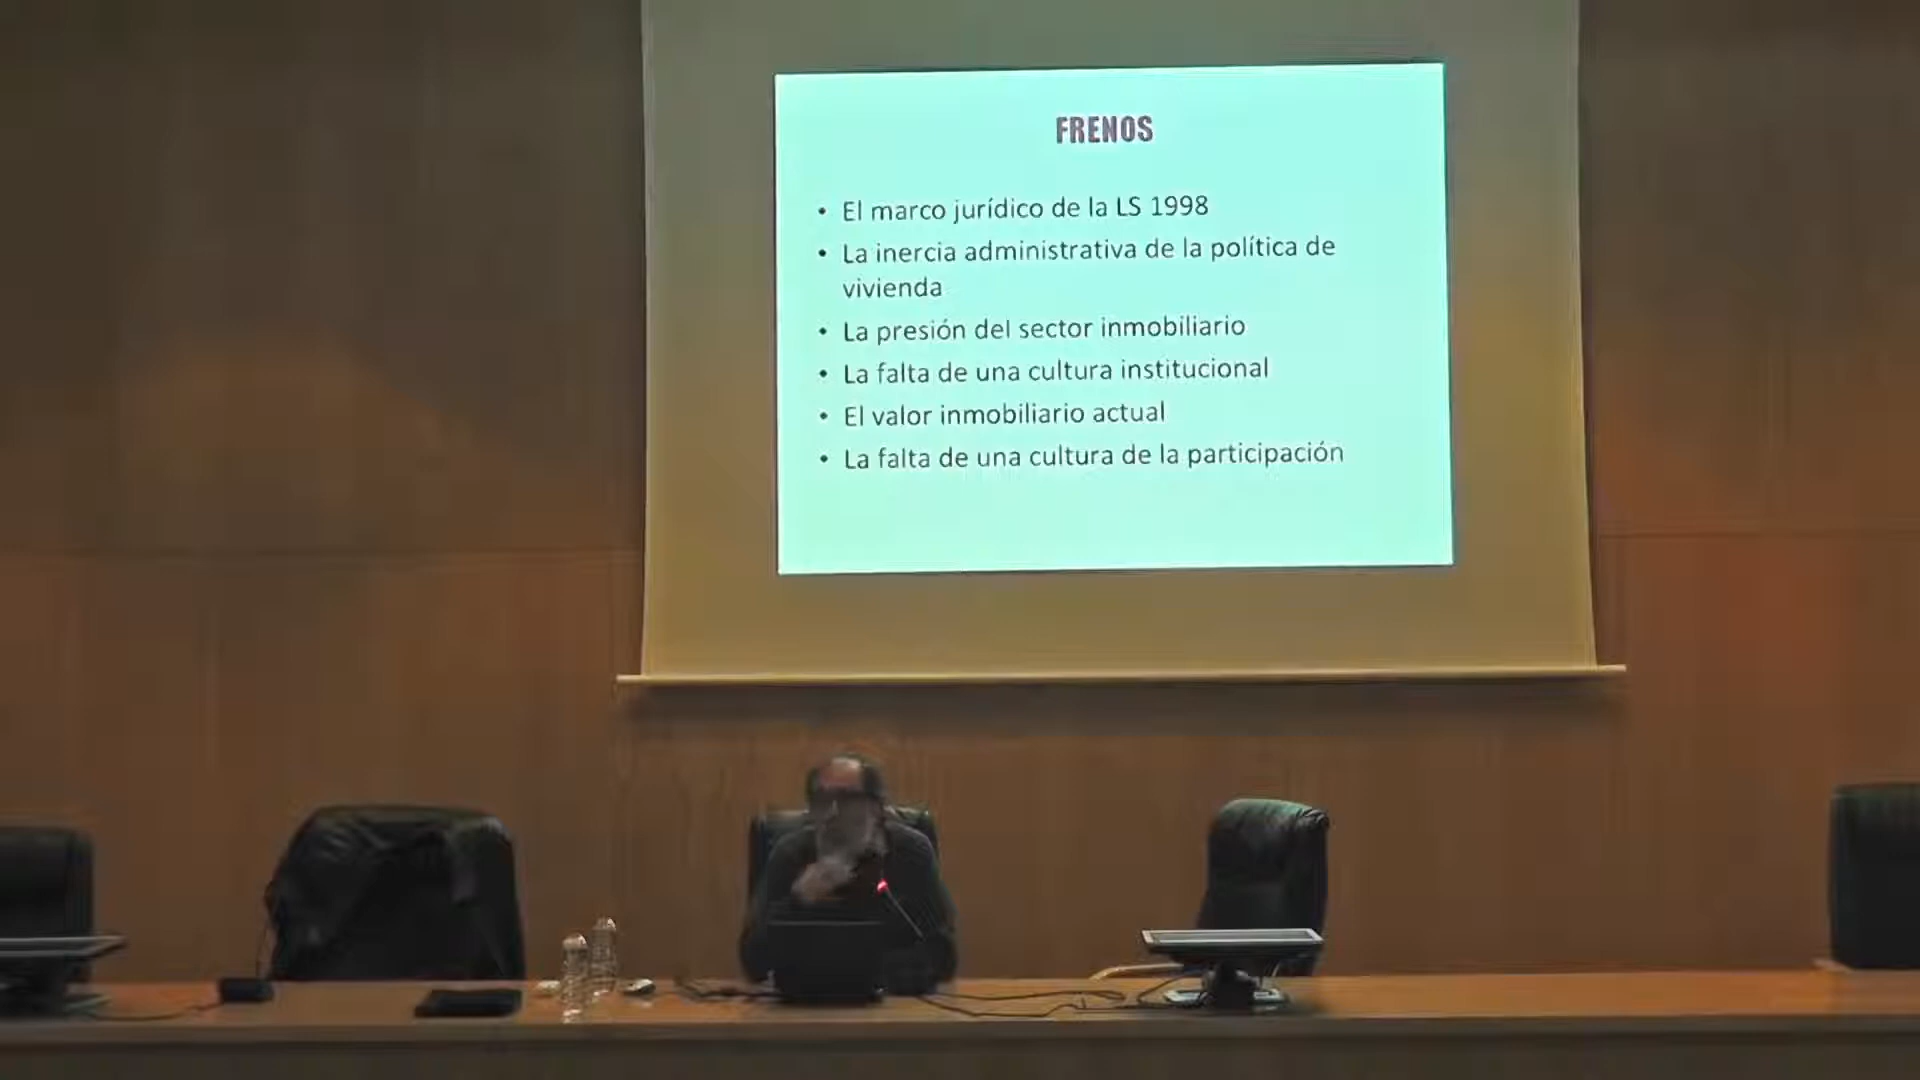 FRENOS
• El marco jurídico de la LS 1998
• La inercia administrativa de la política de
vivienda
• La presión del sector inmobiliario
• La falta de una cultura institucional
• El valor inmobiliario actual
• La falta de una cultura de la participación